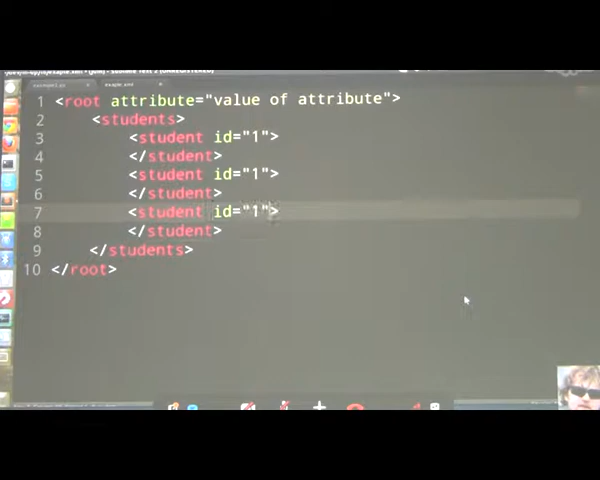 1 <root attribute="value of attribute">
2 <students>
3 <student id="1">
4 </student>
5 <student id="1">
6 </student>
7 <student id="1">
8 </student>
9 </students>
10 </root>